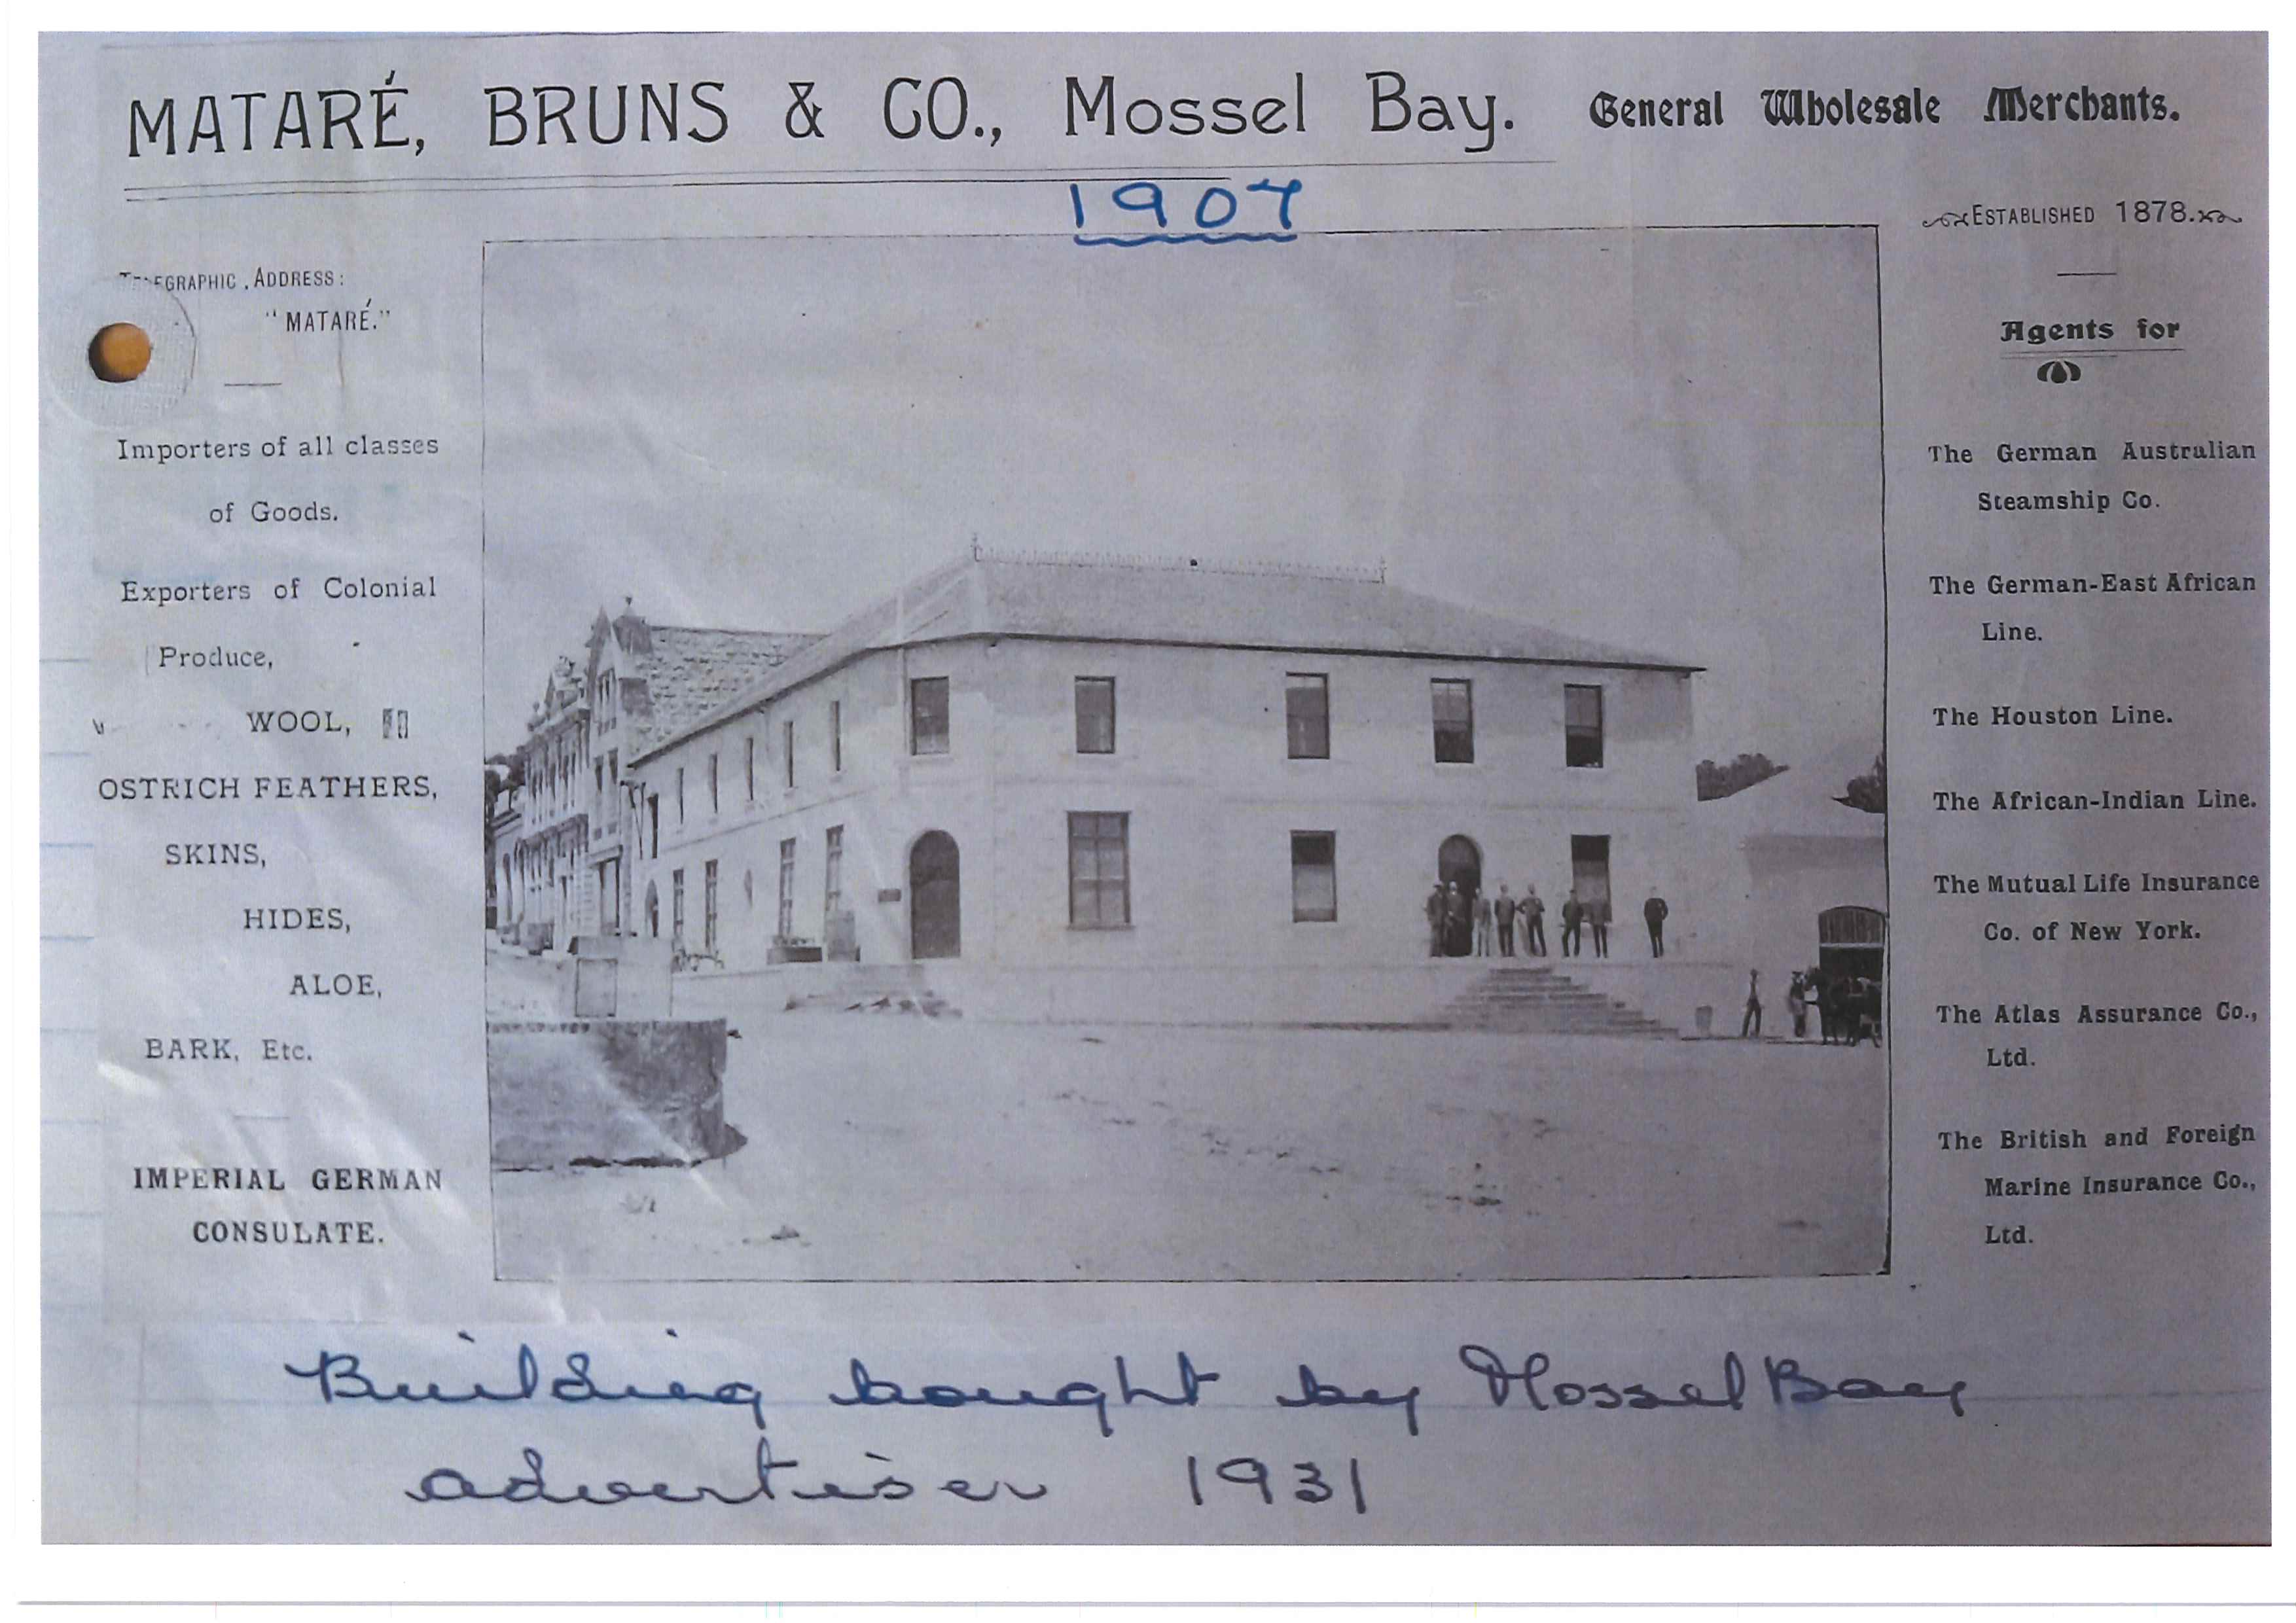 MATARÉ, BRUNS & CO., Mossel Bay. General Wholesale Merchants.
1907
TELEGRAPHIC ADDRESS:
"MATARÉ."
Importers of all classes
of Goods.
Exporters of Colonial
Produce,
WOOL,
OSTRICH FEATHERS,
SKINS,
HIDES,
ALOE,
BARK, Etc.
IMPERIAL GERMAN
CONSULATE.
ESTABLISHED 1878.
Agents for
The German Australian
Steamship Co.
The German-East African
Line.
The Houston Line.
The African-Indian Line.
The Mutual Life Insurance
Co. of New York.
The Atlas Assurance Co.,
Ltd.
The British and Foreign
Marine Insurance Co.,
Ltd.
Building bought by Mossel Bay
advertiser 1931